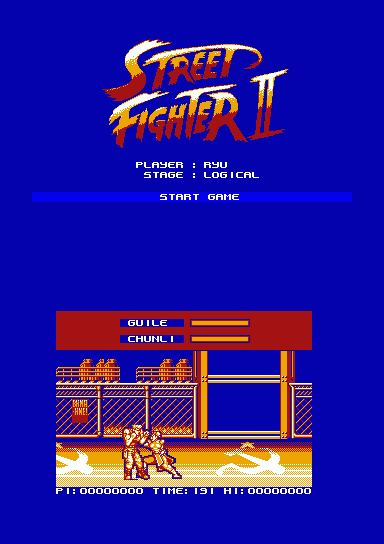 STREET
FIGHTER II
PLAYER : RYU
STAGE : LOGICAL
START GAME
GUILE
CHUNLI
P1:00000000 TIME:191 HI:00000000